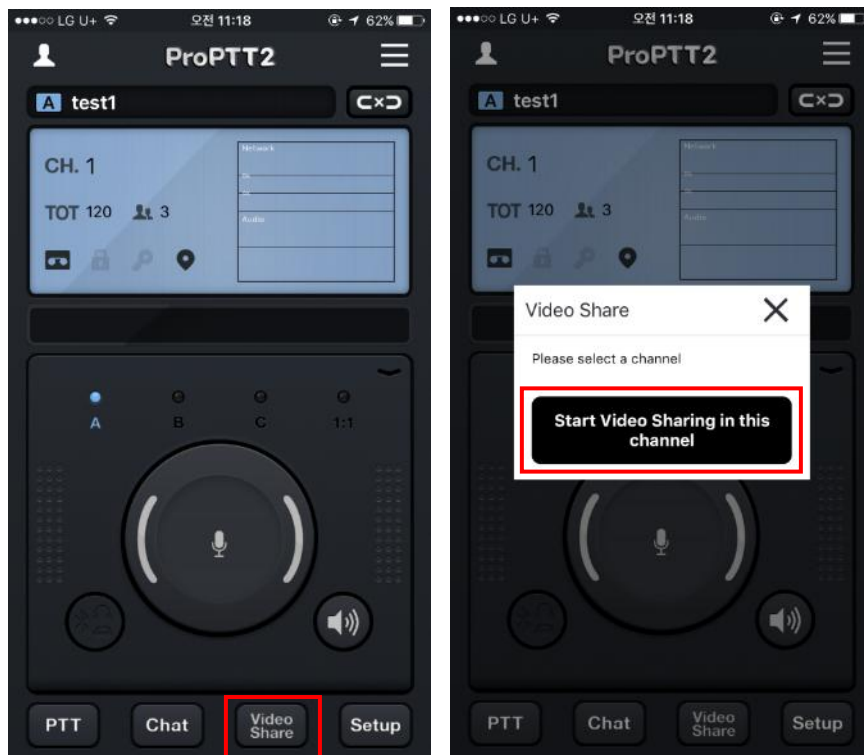 LG U+ 오전 11:18 62%
ProPTT2
A test1
CH. 1
Network
TOT 120 3
Audio
A B C 1:1
PTT Chat Video Share Setup
LG U+ 오전 11:18 62%
ProPTT2
A test1
CH. 1
Network
TOT 120 3
Audio
Video Share
Please select a channel
Start Video Sharing in this
channel
PTT Chat Video Share Setup